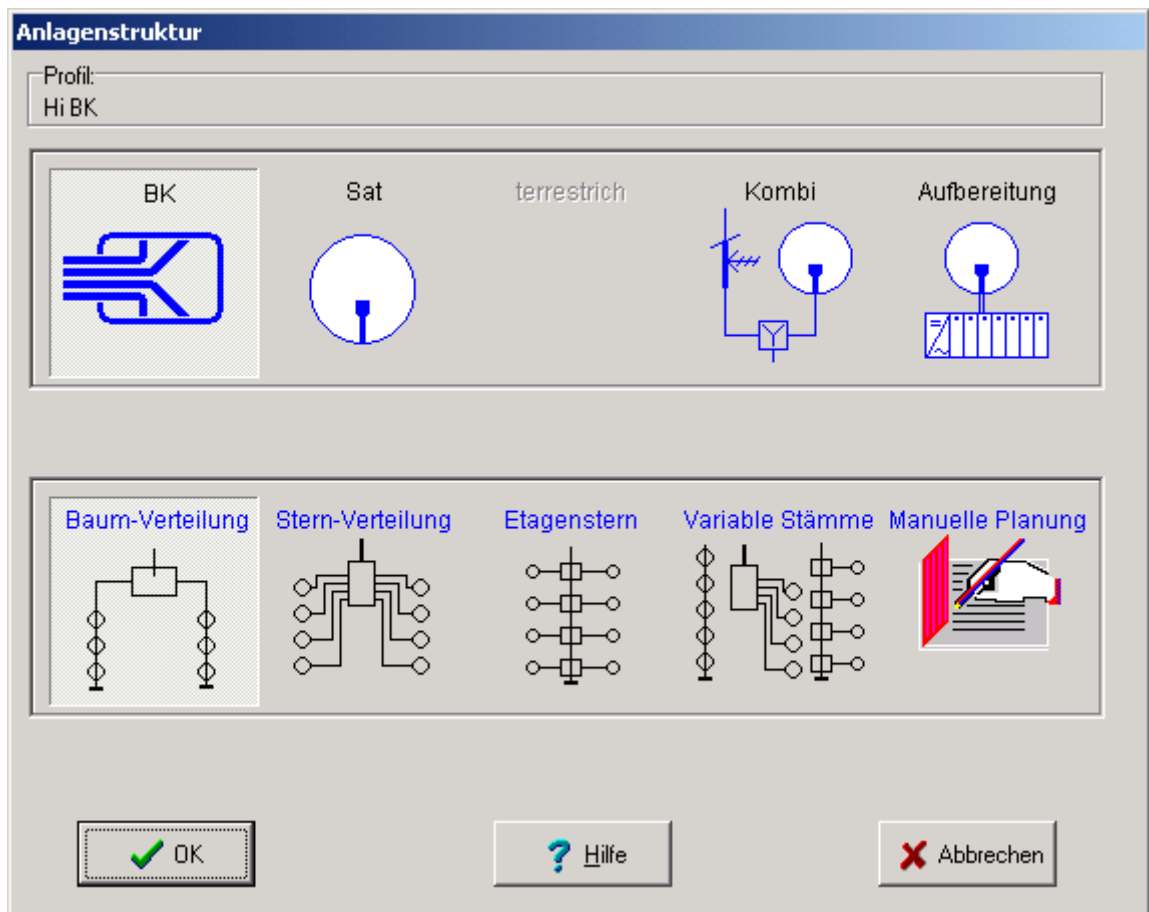 Anlagenstruktur
Profil:
Hi BK
BK Sat terrestrich Kombi Aufbereitung
Baum-Verteilung Stern-Verteilung Etagenstern Variable Stämme Manuelle Planung
OK Hilfe Abbrechen